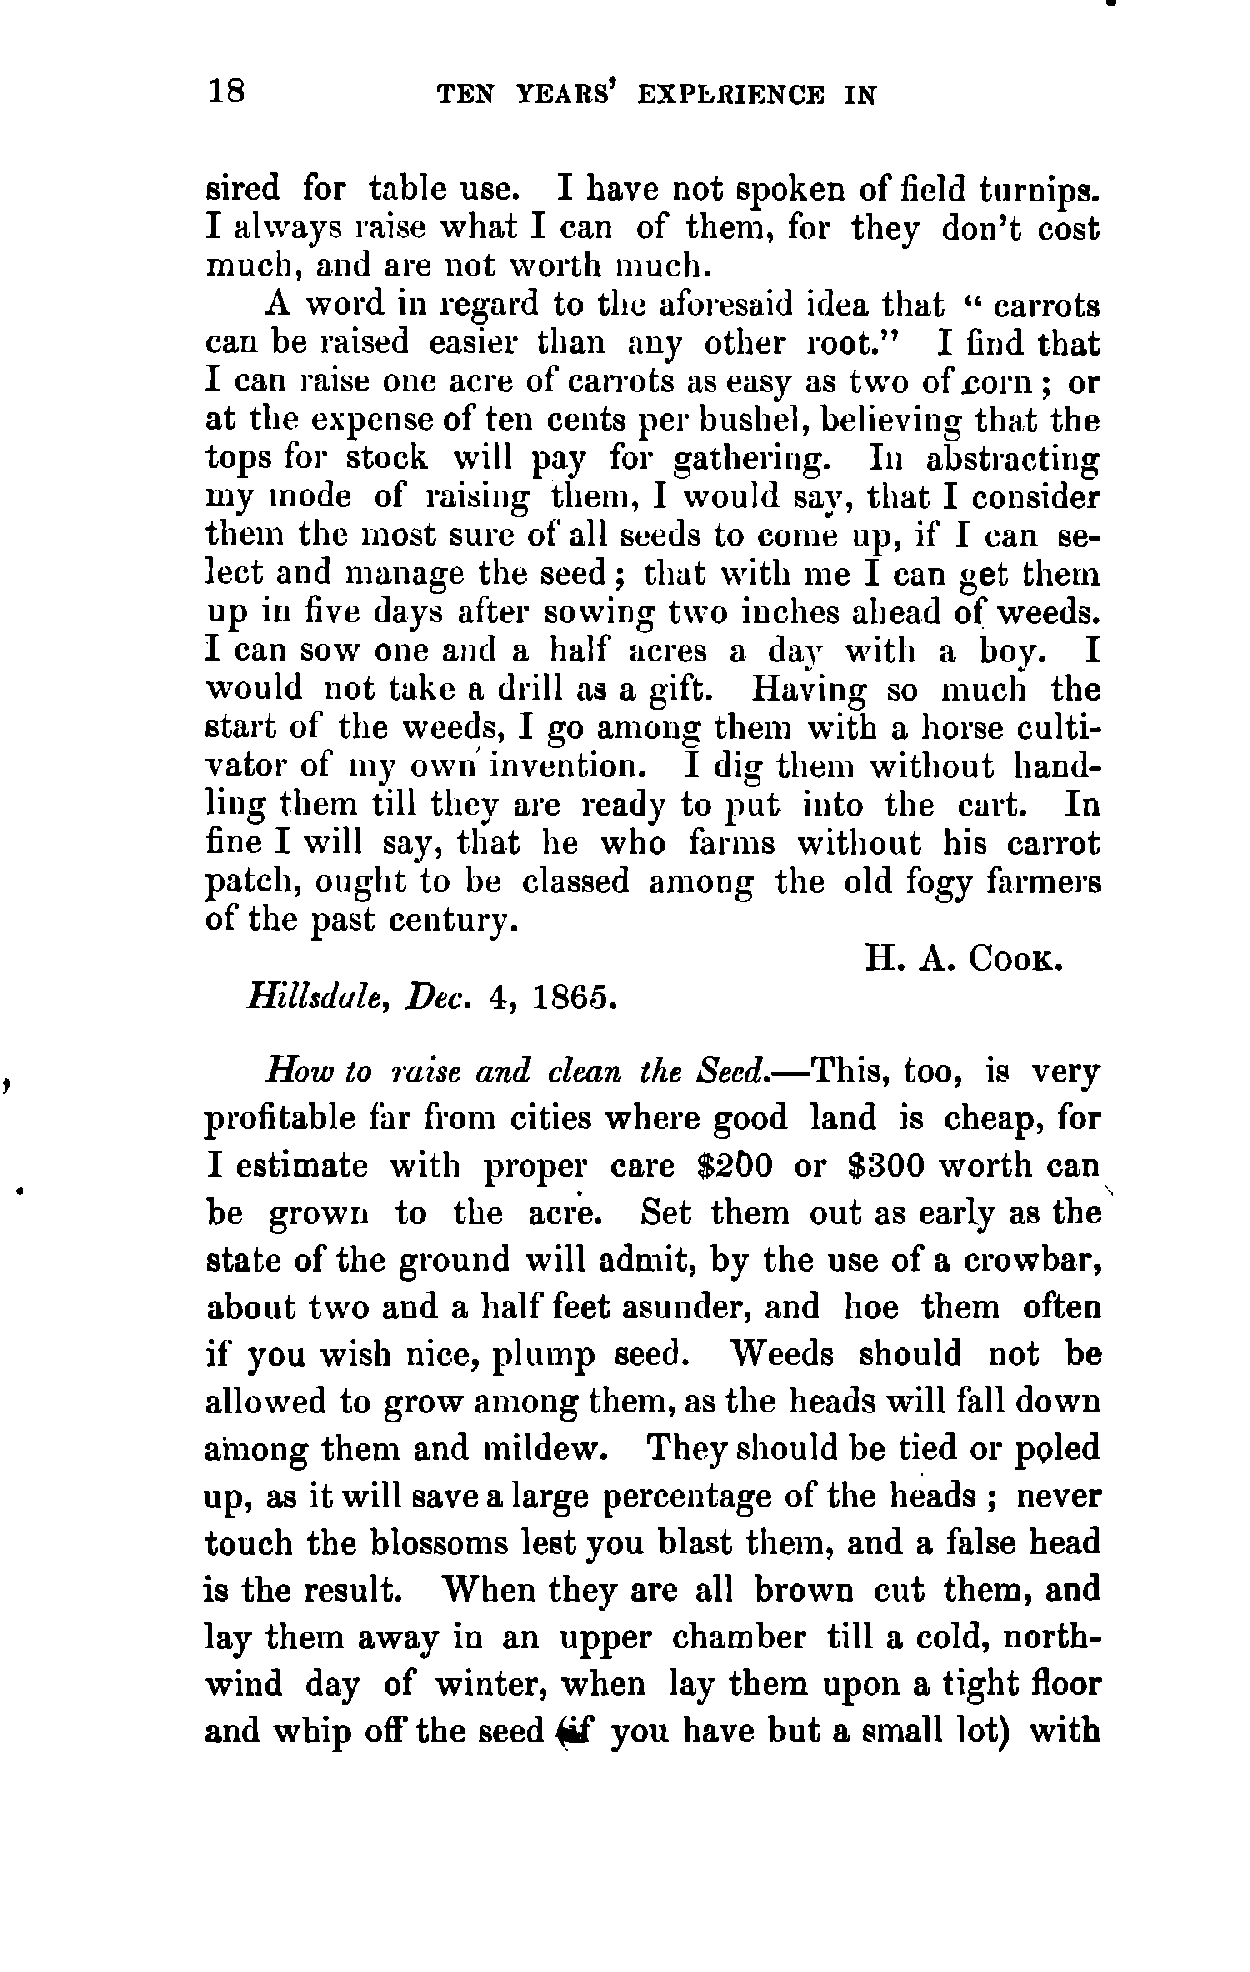 18 TEN YEARS' EXPERIENCE IN
sired for table use. I have not spoken of field turnips.
I always raise what I can of them, for they don't cost
much, and are not worth much.
A word in regard to the aforesaid idea that " carrots
can be raised easier than any other root." I find that
I can raise one acre of carrots as easy as two of corn ; or
at the expense of ten cents per bushel, believing that the
tops for stock will pay for gathering. In abstracting
my mode of raising them, I would say, that I consider
them the most sure of all seeds to come up, if I can se-
lect and manage the seed ; that with me I can get them
up in five days after sowing two inches ahead of weeds.
I can sow one and a half acres a day with a boy. I
would not take a drill as a gift. Having so much the
start of the weeds, I go among them with a horse culti-
vator of my own invention. I dig them without hand-
ling them till they are ready to put into the cart. In
fine I will say, that he who farms without his carrot
patch, ought to be classed among the old fogy farmers
of the past century.
H. A. COOK.
Hillsdale, Dec. 4, 1865.
How to raise and clean the Seed.—This, too, is very
profitable far from cities where good land is cheap, for
I estimate with proper care $200 or $300 worth can
be grown to the acre. Set them out as early as the
state of the ground will admit, by the use of a crowbar,
about two and a half feet asunder, and hoe them often
if you wish nice, plump seed. Weeds should not be
allowed to grow among them, as the heads will fall down
among them and mildew. They should be tied or poled
up, as it will save a large percentage of the heads ; never
touch the blossoms lest you blast them, and a false head
is the result. When they are all brown cut them, and
lay them away in an upper chamber till a cold, north-
wind day of winter, when lay them upon a tight floor
and whip off the seed (if you have but a small lot) with